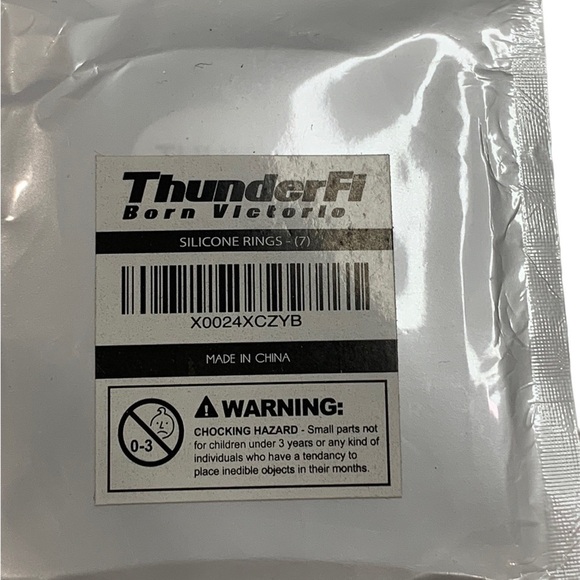 ThunderFl
Born Victorio
SILICONE RINGS - (7)
X0024XCZYB
MADE IN CHINA
0-3
WARNING:
CHOCKING HAZARD - Small parts not
for children under 3 years or any kind of
individuals who have a tendancy to
place inedible objects in their months.